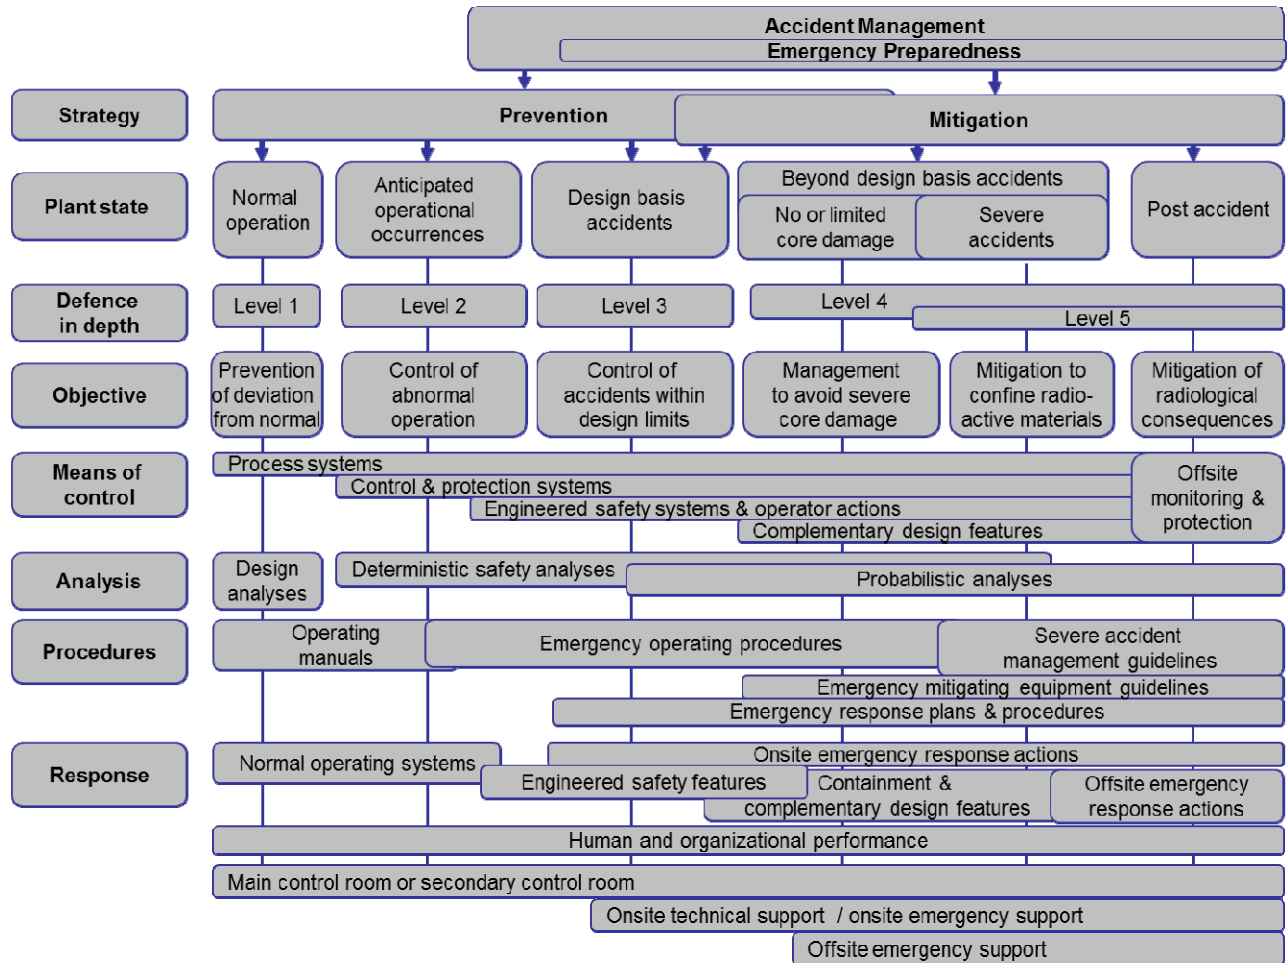 Accident Management
Emergency Preparedness
Strategy
Prevention
Mitigation
Plant state
Normal
operation
Anticipated
operational
occurrences
Design basis
accidents
Beyond design basis accidents
No or limited
core damage
Severe
accidents
Post accident
Defence
in depth
Level 1
Level 2
Level 3
Level 4
Level 5
Objective
Prevention
of deviation
from normal
Control of
abnormal
operation
Control of
accidents within
design limits
Management
to avoid severe
core damage
Mitigation to
confine radio-
active materials
Mitigation of
radiological
consequences
Means of
control
Process systems
Control & protection systems
Engineered safety systems & operator actions
Complementary design features
Offsite
monitoring &
protection
Analysis
Design
analyses
Deterministic safety analyses
Probabilistic analyses
Procedures
Operating
manuals
Emergency operating procedures
Severe accident
management guidelines
Emergency mitigating equipment guidelines
Emergency response plans & procedures
Response
Normal operating systems
Onsite emergency response actions
Engineered safety features
Containment &
complementary design features
Offsite emergency
response actions
Human and organizational performance
Main control room or secondary control room
Onsite technical support / onsite emergency support
Offsite emergency support